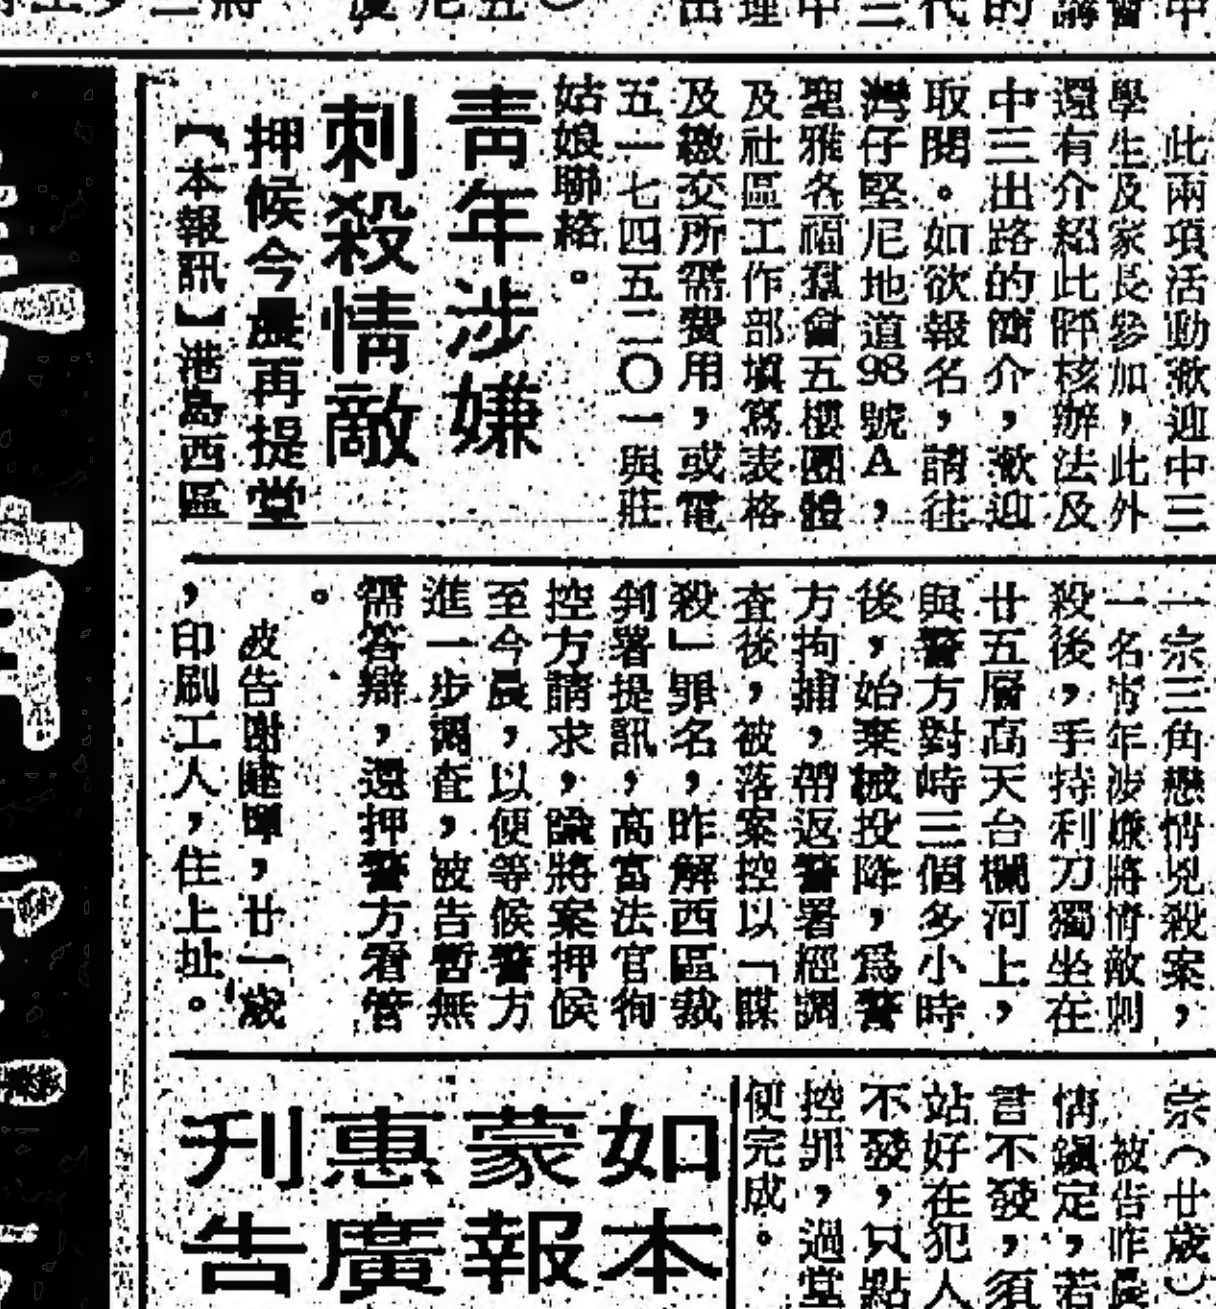 此兩項活動歡迎中三
學生及家長參加，此外
還有介紹此評核辦法及
中三出路的簡介，歡迎
取閱。如欲報名，請往
灣仔堅尼地道98號A，
聖雅各福羣會五樓團體
及社區工作部填寫表格
及繳交所需費用，或電
五一七四五二〇一與莊
姑娘聯絡。
青年涉嫌
刺殺情敵
押候今晨再提堂
【本報訊】港島西區
一宗三角戀情兇殺案，
一名青年涉嫌將情敵刺
殺後，手持利刀獨坐在
廿五層高天台欄河上，
與警方對峙三個多小時
後，始棄械投降，爲警
方拘捕，帶返警署經調
査後，被落案控以「謀
殺」罪名，昨解西區裁
判署提訊，高富法官徇
控方請求，諭將案押候
至今晨，以便等候警方
進一步調査，被告暫無
需答辯，還押警方看管
。
被告謝建暉，廿一歲
，印刷工人，住上址。
宗（廿歲）
被告昨晨
情鎭定，若
言不發，須
站好在犯人
不發，只點
控罪，過堂
便完成。
如蒙惠刊
本報廣告